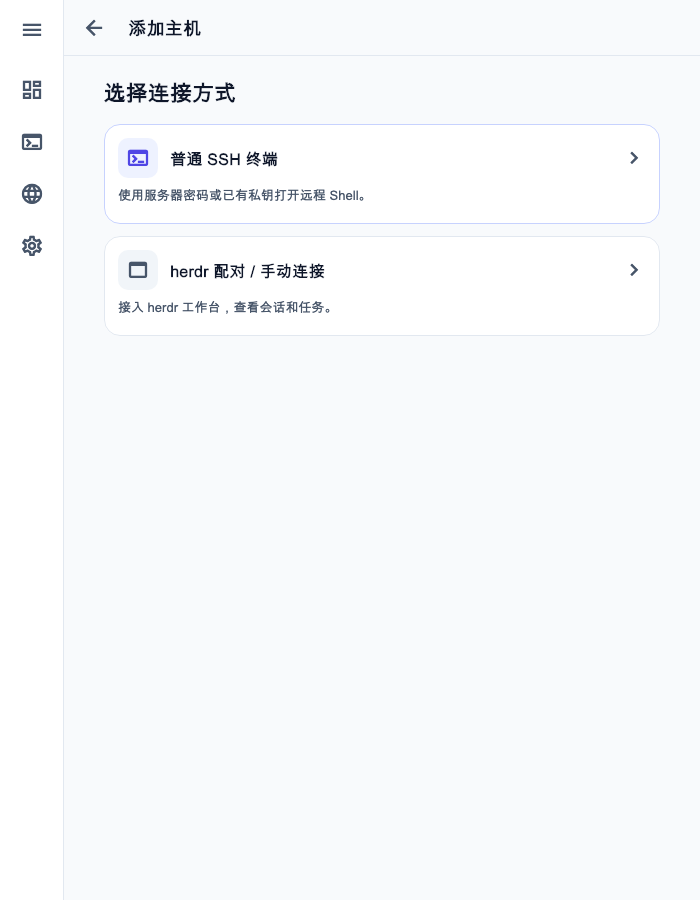 添加主机
选择连接方式
普通 SSH 终端
使用服务器密码或已有私钥打开远程 Shell。
herdr 配对 / 手动连接
接入 herdr 工作台，查看会话和任务。